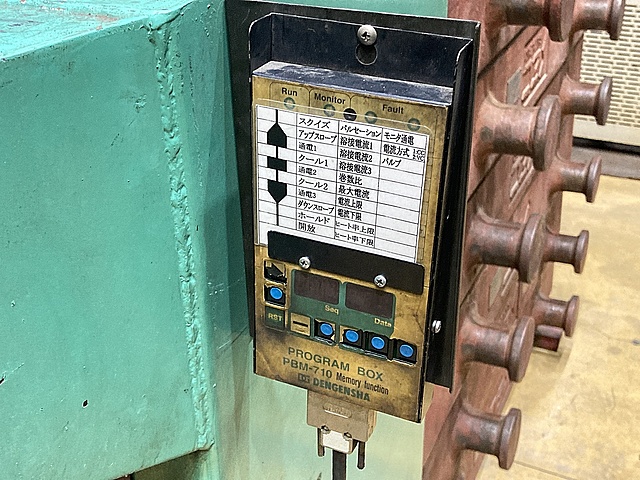 Run Monitor Fault
スクイズ パルセーション モニタ通電
アップスロープ 溶接電流1 電流方式
通電1 溶接電流2 バルブ
クール1 溶接電流3
通電2 巻数比
クール2 最大電流
通電3 電流上限
ダウンスロープ 電流下限
ホールド ヒート率上限
開放 ヒート率下限
Seq Data
RST
PROGRAM BOX
PBM-710 Memory function
DENGENSHA